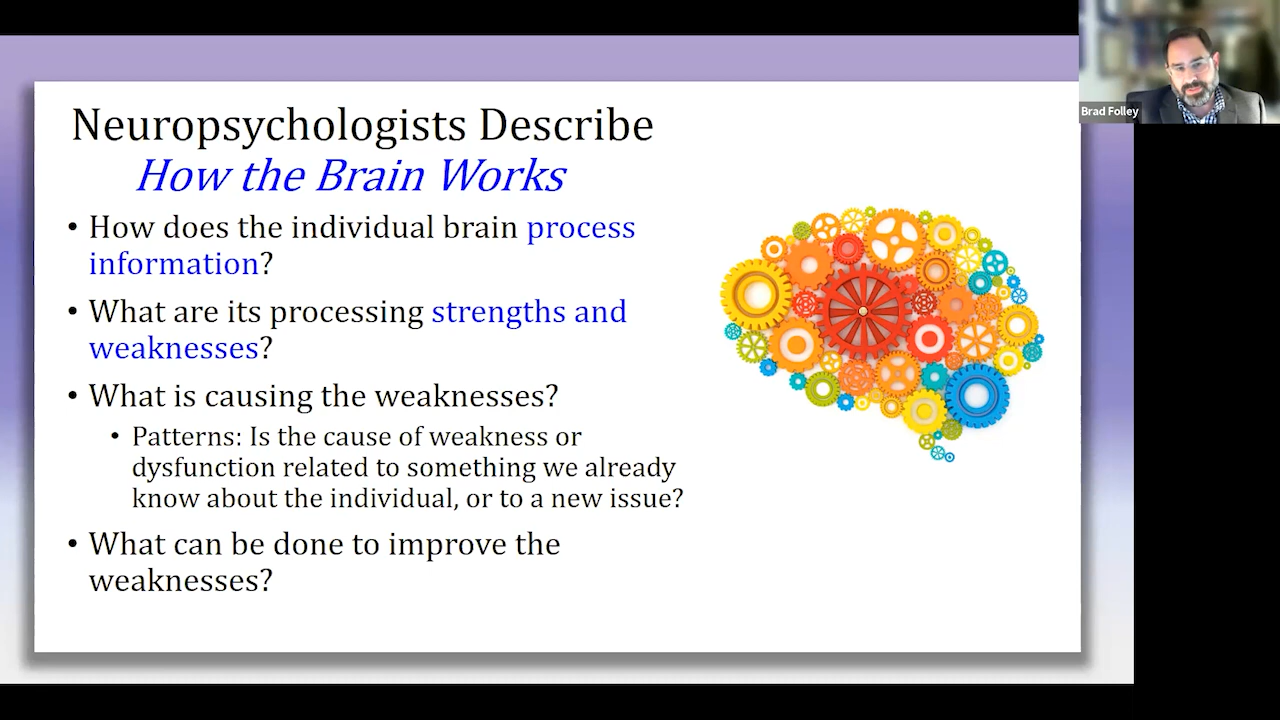 Neuropsychologists Describe
How the Brain Works
• How does the individual brain process
information?
• What are its processing strengths and
weaknesses?
• What is causing the weaknesses?
• Patterns: Is the cause of weakness or
dysfunction related to something we already
know about the individual, or to a new issue?
• What can be done to improve the
weaknesses?
Brad Folley